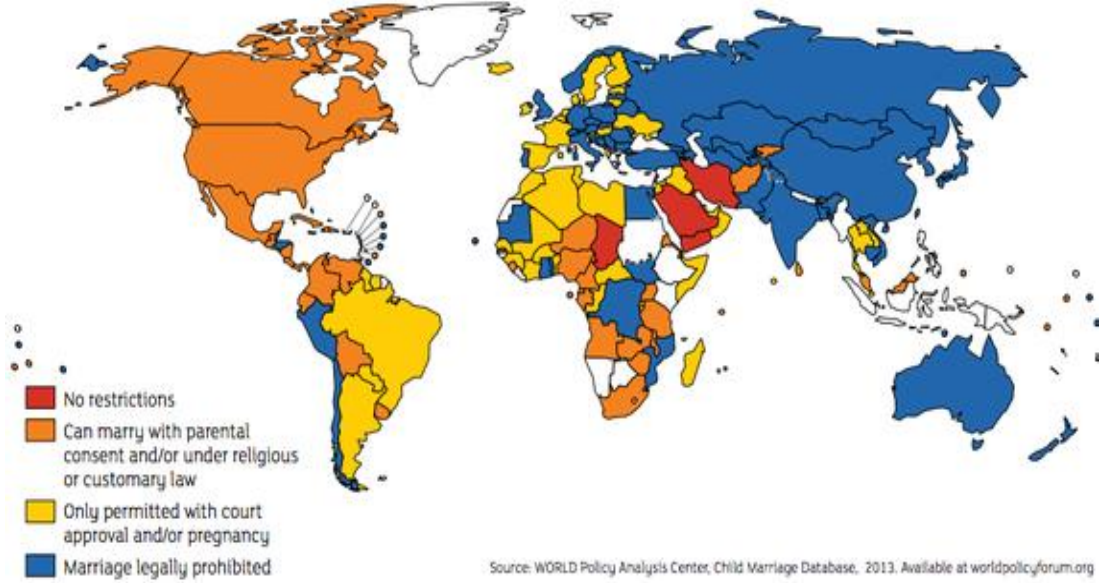 No restrictions
Can marry with parental
consent and/or under religious
or customary law
Only permitted with court
approval and/or pregnancy
Marriage legally prohibited
Source: WORLD Policy Analysis Center, Child Marriage Database, 2013. Available at worldpolicyforum.org